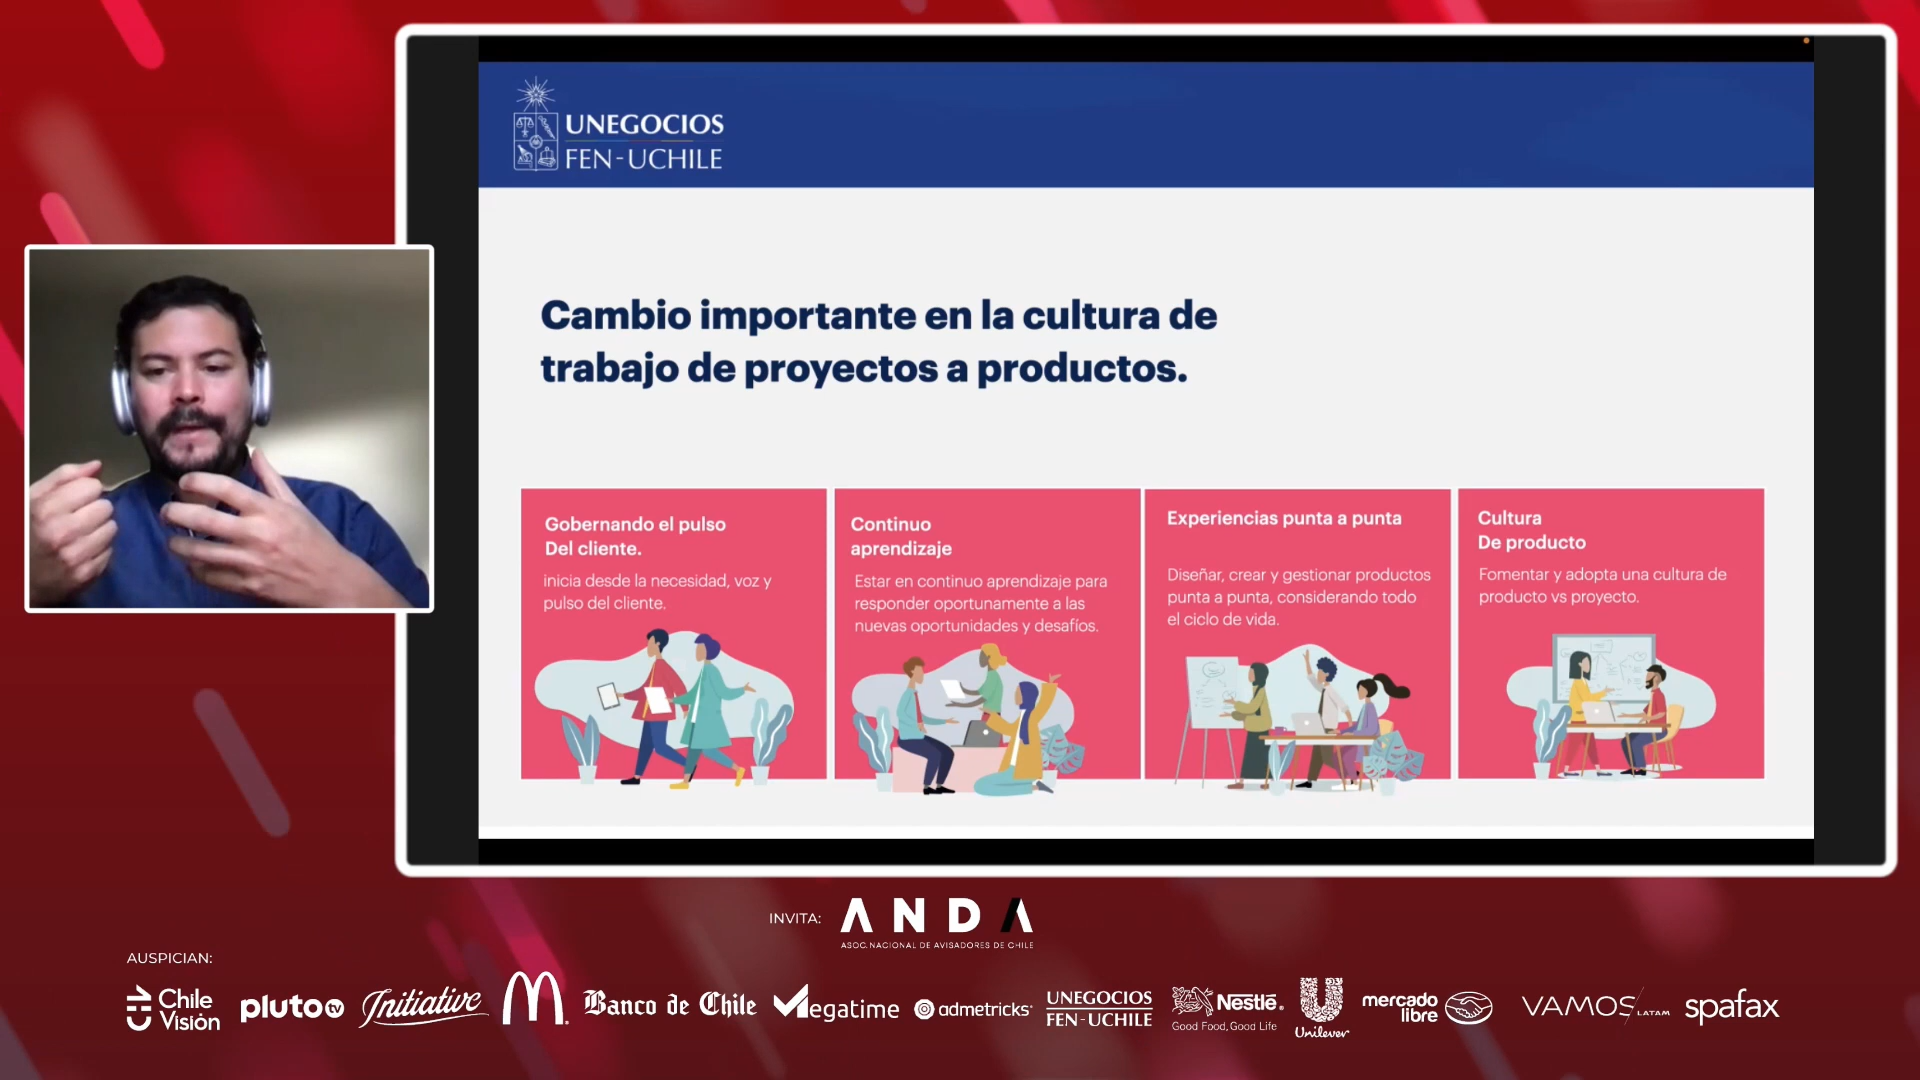 UNEGOCIOS
FEN-UCHILE
Cambio importante en la cultura de
trabajo de proyectos a productos.
Gobernando el pulso
Del cliente.
inicia desde la necesidad, voz y
pulso del cliente.
Continuo
aprendizaje
Estar en continuo aprendizaje para
responder oportunamente a las
nuevas oportunidades y desafíos.
Experiencias punta a punta
Diseñar, crear y gestionar productos
punta a punta, considerando todo
el ciclo de vida.
Cultura
De producto
Fomentar y adopta una cultura de
producto vs proyecto.
INVITA:
ANDA
ASOC. NACIONAL DE AVISADORES DE CHILE
AUSPICIAN:
CHV
Chile
Visión
pluto tv
Initiative
M
Banco de Chile
Megatime
admetricks
UNEGOCIOS
FEN-UCHILE
Nestlé
Good Food, Good Life
U
Unilever
mercado
libre
VAMOS/LATAM
spafax